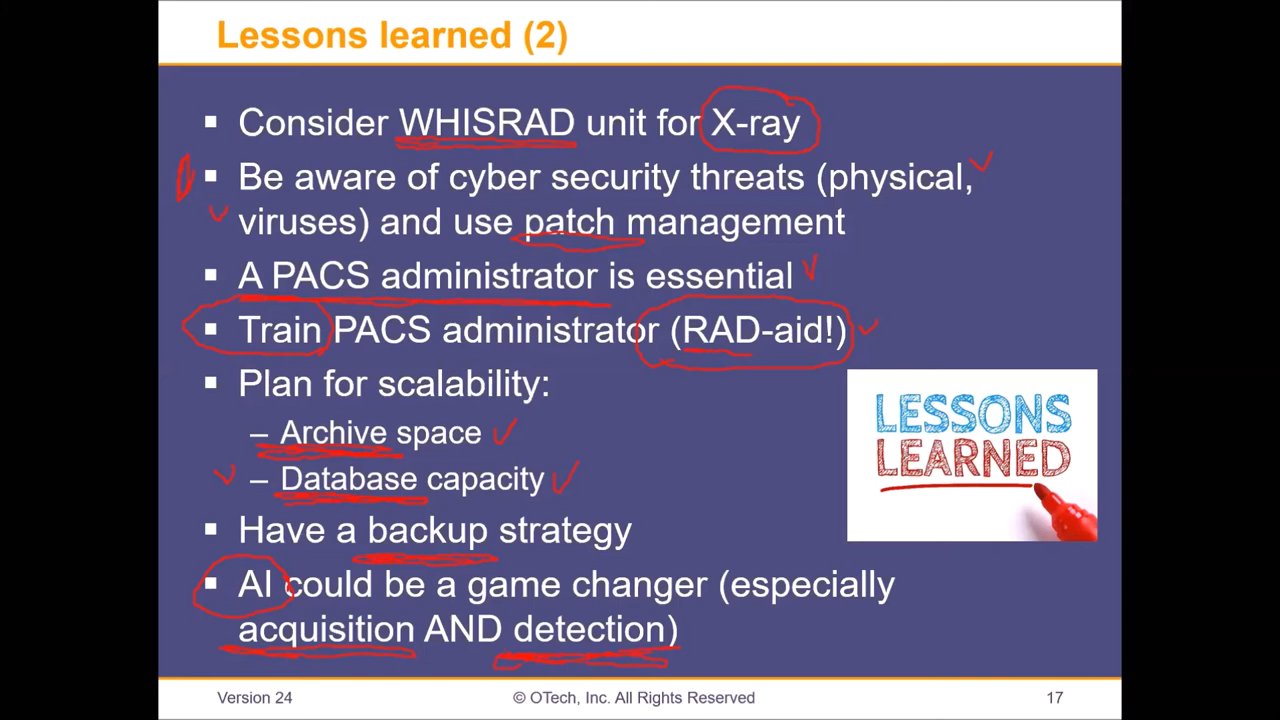 Lessons learned (2)
▪ Consider WHISRAD unit for X-ray
▪ Be aware of cyber security threats (physical,
viruses) and use patch management
▪ A PACS administrator is essential
▪ Train PACS administrator (RAD-aid!)
▪ Plan for scalability:
– Archive space
– Database capacity
▪ Have a backup strategy
▪ AI could be a game changer (especially
acquisition AND detection)
LESSONS
LEARNED
Version 24
© OTech, Inc. All Rights Reserved
17